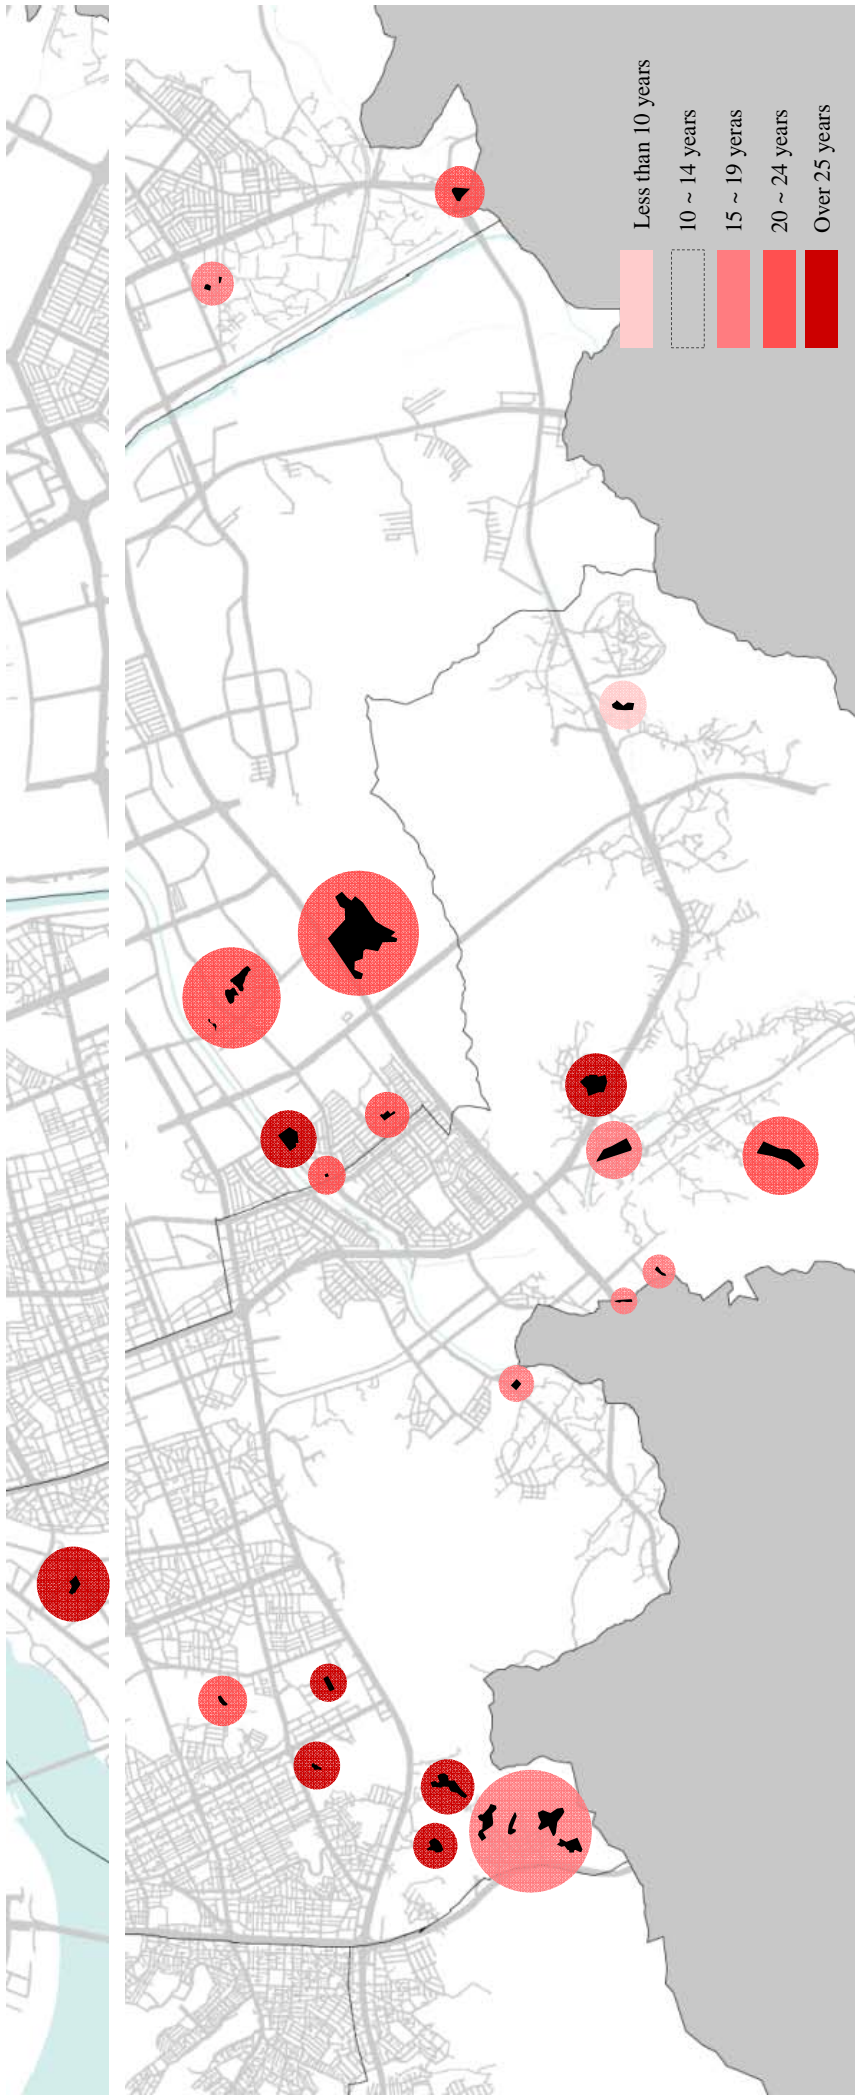 Less than 10 years
10 ~ 14 years
15 ~ 19 yeras
20 ~ 24 years
Over 25 years